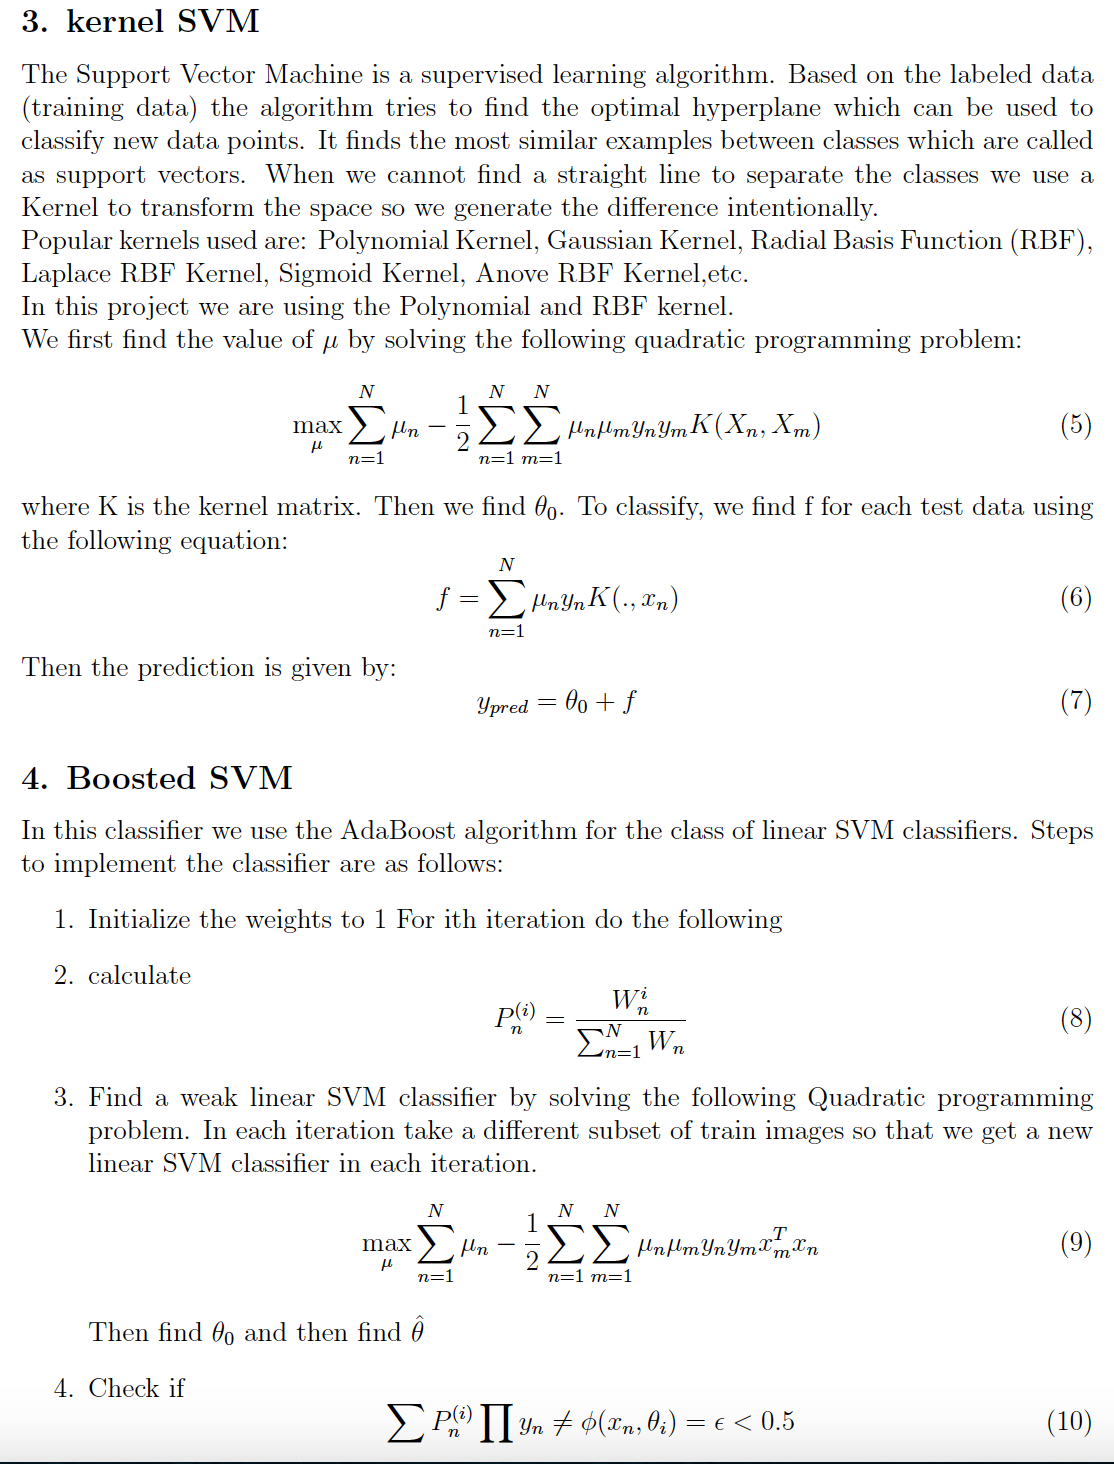 3. kernel SVM
The Support Vector Machine is a supervised learning algorithm. Based on the labeled data
(training data) the algorithm tries to find the optimal hyperplane which can be used to
classify new data points. It finds the most similar examples between classes which are called
as support vectors. When we cannot find a straight line to separate the classes we use a
Kernel to transform the space so we generate the difference intentionally.
Popular kernels used are: Polynomial Kernel, Gaussian Kernel, Radial Basis Function (RBF),
Laplace RBF Kernel, Sigmoid Kernel, Anove RBF Kernel,etc.
In this project we are using the Polynomial and RBF kernel.
We first find the value of μ by solving the following quadratic programming problem:
\max_{\mu} \sum_{n=1}^{N} \mu_n - \frac{1}{2} \sum_{n=1}^{N} \sum_{m=1}^{N} \mu_n \mu_m y_n y_m K(X_n, X_m) (5)
where K is the kernel matrix. Then we find θ_0. To classify, we find f for each test data using
the following equation:
f = \sum_{n=1}^{N} \mu_n y_n K(., x_n) (6)
Then the prediction is given by:
y_{pred} = \theta_0 + f (7)
4. Boosted SVM
In this classifier we use the AdaBoost algorithm for the class of linear SVM classifiers. Steps
to implement the classifier are as follows:
1. Initialize the weights to 1 For ith iteration do the following
2. calculate
P_n^{(i)} = \frac{W_n^i}{\sum_{n=1}^{N} W_n} (8)
3. Find a weak linear SVM classifier by solving the following Quadratic programming
problem. In each iteration take a different subset of train images so that we get a new
linear SVM classifier in each iteration.
\max_{\mu} \sum_{n=1}^{N} \mu_n - \frac{1}{2} \sum_{n=1}^{N} \sum_{m=1}^{N} \mu_n \mu_m y_n y_m x_m^T x_n (9)
Then find θ_0 and then find \hat{\theta}
4. Check if
\sum P_n^{(i)} \prod y_n \neq \phi(x_n, \theta_i) = \epsilon < 0.5 (10)